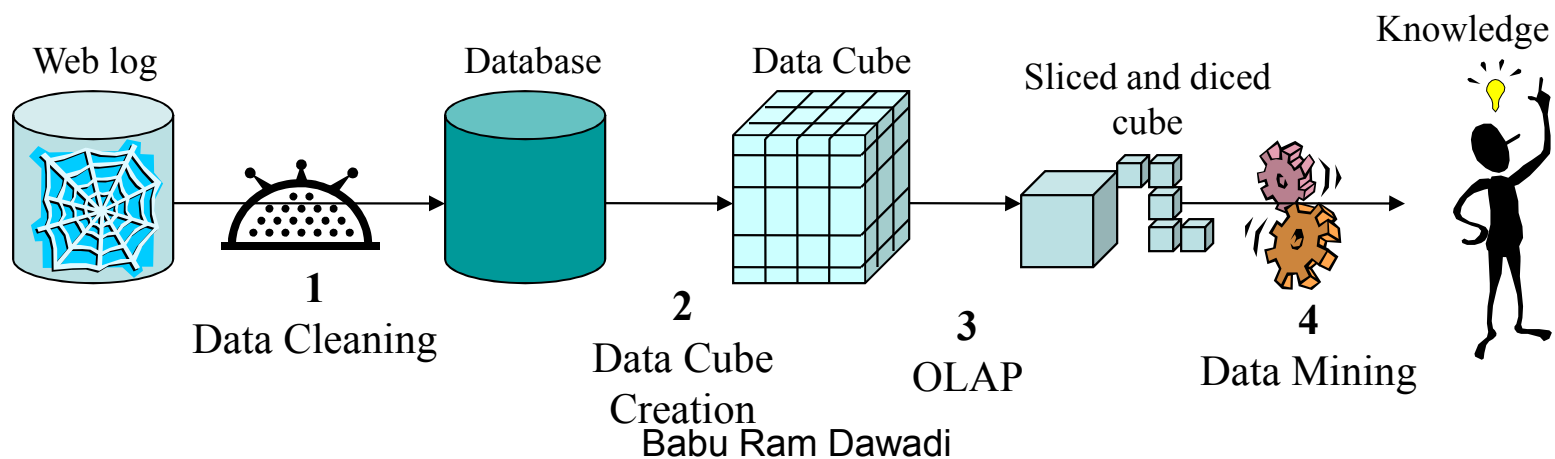 Web log
Database
Data Cube
Sliced and diced
cube
Knowledge
1
Data Cleaning
2
Data Cube
Creation
3
OLAP
4
Data Mining
Babu Ram Dawadi